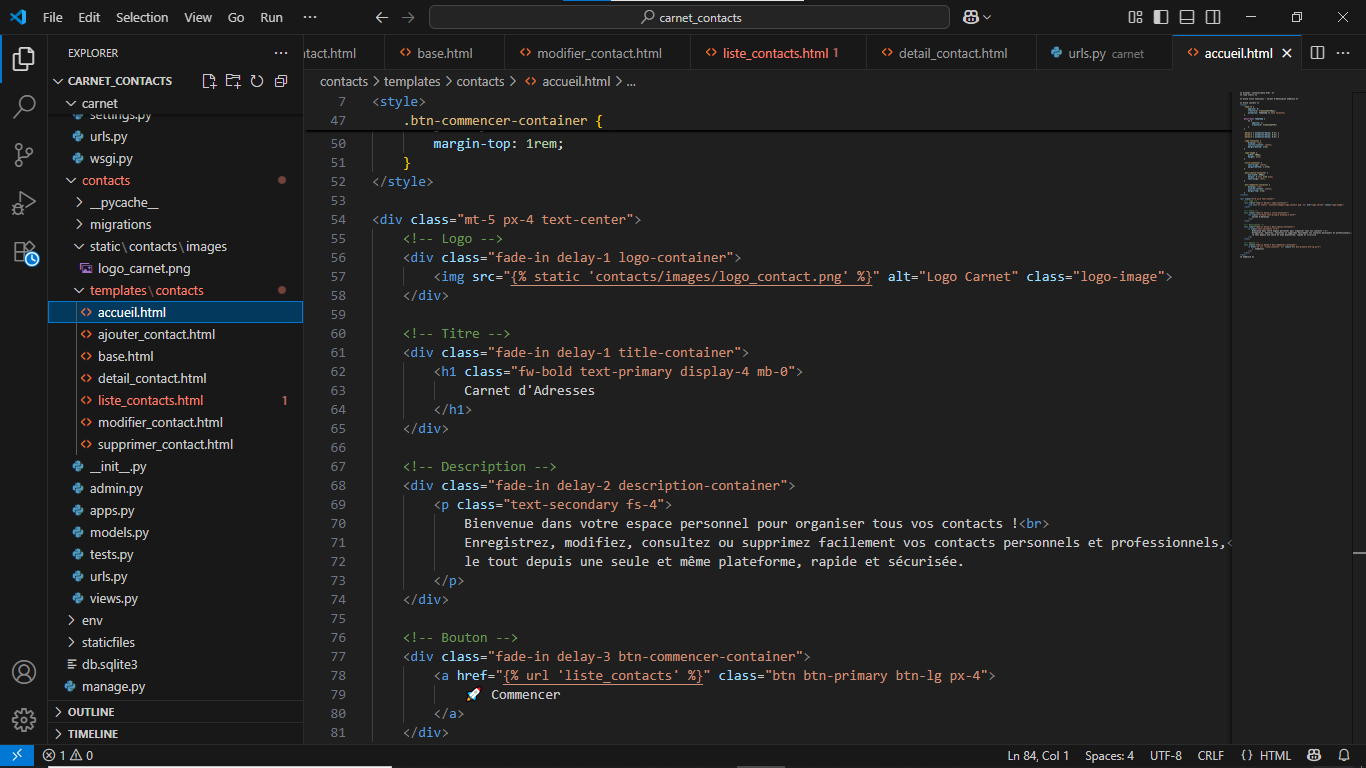 File Edit Selection View Go Run ··· carnet_contacts
EXPLORER
CARNET_CONTACTS
carnet
settings.py
urls.py
wsgi.py
contacts
__pycache__
migrations
static\contacts\images
logo_carnet.png
templates\contacts
accueil.html
ajouter_contact.html
base.html
detail_contact.html
liste_contacts.html 1
modifier_contact.html
supprimer_contact.html
__init__.py
admin.py
apps.py
models.py
tests.py
urls.py
views.py
env
staticfiles
db.sqlite3
manage.py
OUTLINE
TIMELINE
ntact.html base.html modifier_contact.html liste_contacts.html 1 detail_contact.html urls.py carnet accueil.html
contacts > templates > contacts > accueil.html > ...
7 <style>
47 .btn-commencer-container {
50 margin-top: 1rem;
51 }
52 </style>
53
54 <div class="mt-5 px-4 text-center">
55 <!-- Logo -->
56 <div class="fade-in delay-1 logo-container">
57 <img src="{% static 'contacts/images/logo_contact.png' %}" alt="Logo Carnet" class="logo-image">
58 </div>
59
60 <!-- Titre -->
61 <div class="fade-in delay-1 title-container">
62 <h1 class="fw-bold text-primary display-4 mb-0">
63 Carnet d'Adresses
64 </h1>
65 </div>
66
67 <!-- Description -->
68 <div class="fade-in delay-2 description-container">
69 <p class="text-secondary fs-4">
70 Bienvenue dans votre espace personnel pour organiser tous vos contacts !<br>
71 Enregistrez, modifiez, consultez ou supprimez facilement vos contacts personnels et professionnels,<
72 le tout depuis une seule et même plateforme, rapide et sécurisée.
73 </p>
74 </div>
75
76 <!-- Bouton -->
77 <div class="fade-in delay-3 btn-commencer-container">
78 <a href="{% url 'liste_contacts' %}" class="btn btn-primary btn-lg px-4">
79 🚀 Commencer
80 </a>
81 </div>
1 0 Ln 84, Col 1 Spaces: 4 UTF-8 CRLF {} HTML